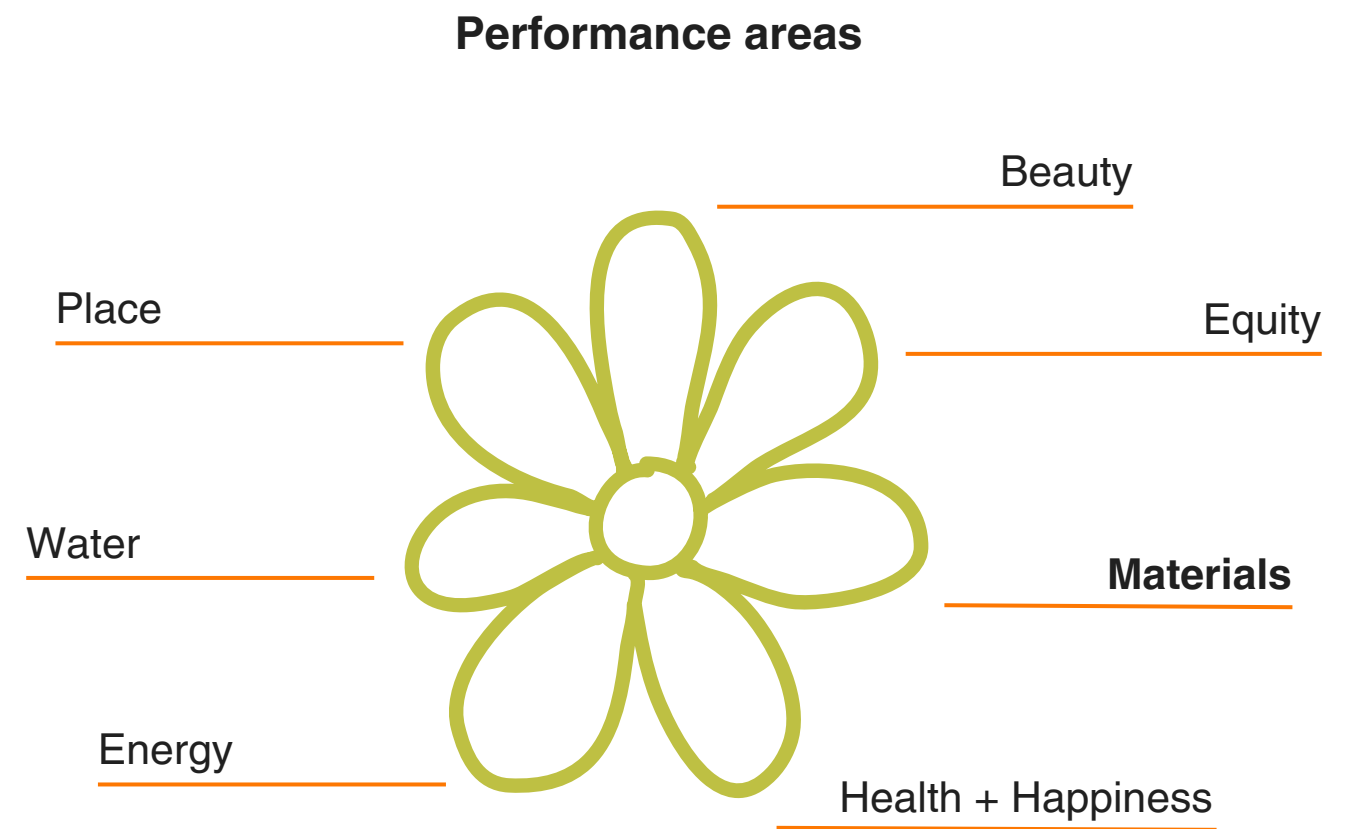 Performance areas
Beauty
Place
Equity
Water
Materials
Energy
Health + Happiness